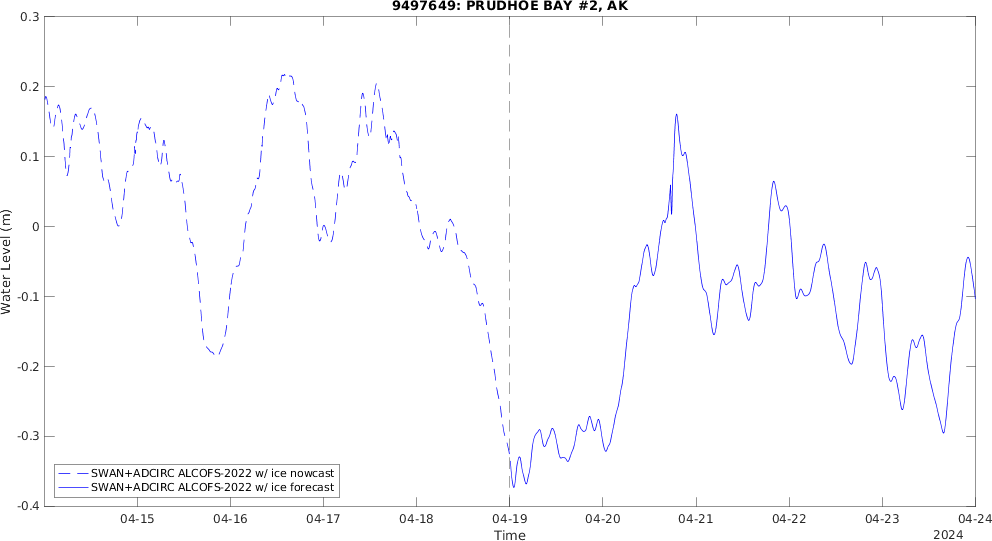 9497649: PRUDHOE BAY #2, AK
0.3
0.2
0.1
0
-0.1
-0.2
-0.3
-0.4
Water Level (m)
SWAN+ADCIRC ALCOFS-2022 w/ ice nowcast
SWAN+ADCIRC ALCOFS-2022 w/ ice forecast
04-15 04-16 04-17 04-18 04-19 04-20 04-21 04-22 04-23 04-24
Time
2024